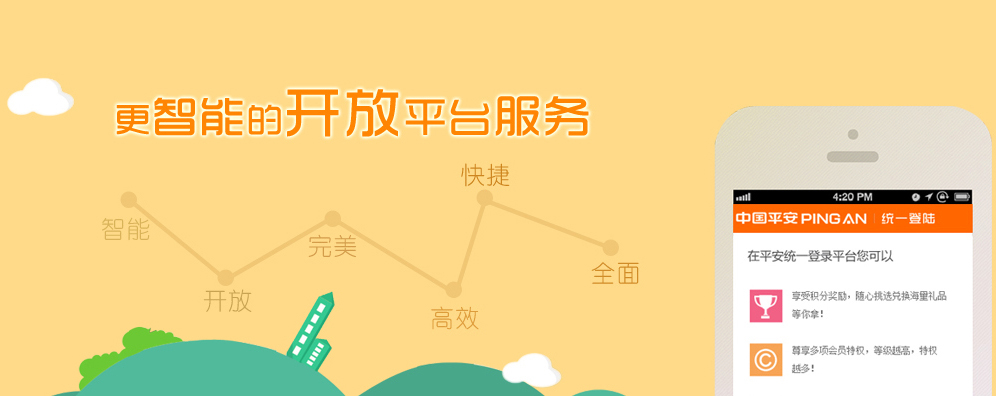 更智能的开放平台服务
智能
开放
完美
高效
快捷
全面
4:20 PM
中国平安 PING AN | 统一登陆
在平安统一登录平台您可以
享受积分奖励，随心挑选兑换海量礼品
等你拿！
尊享多项会员特权，等级越高，特权
越多！